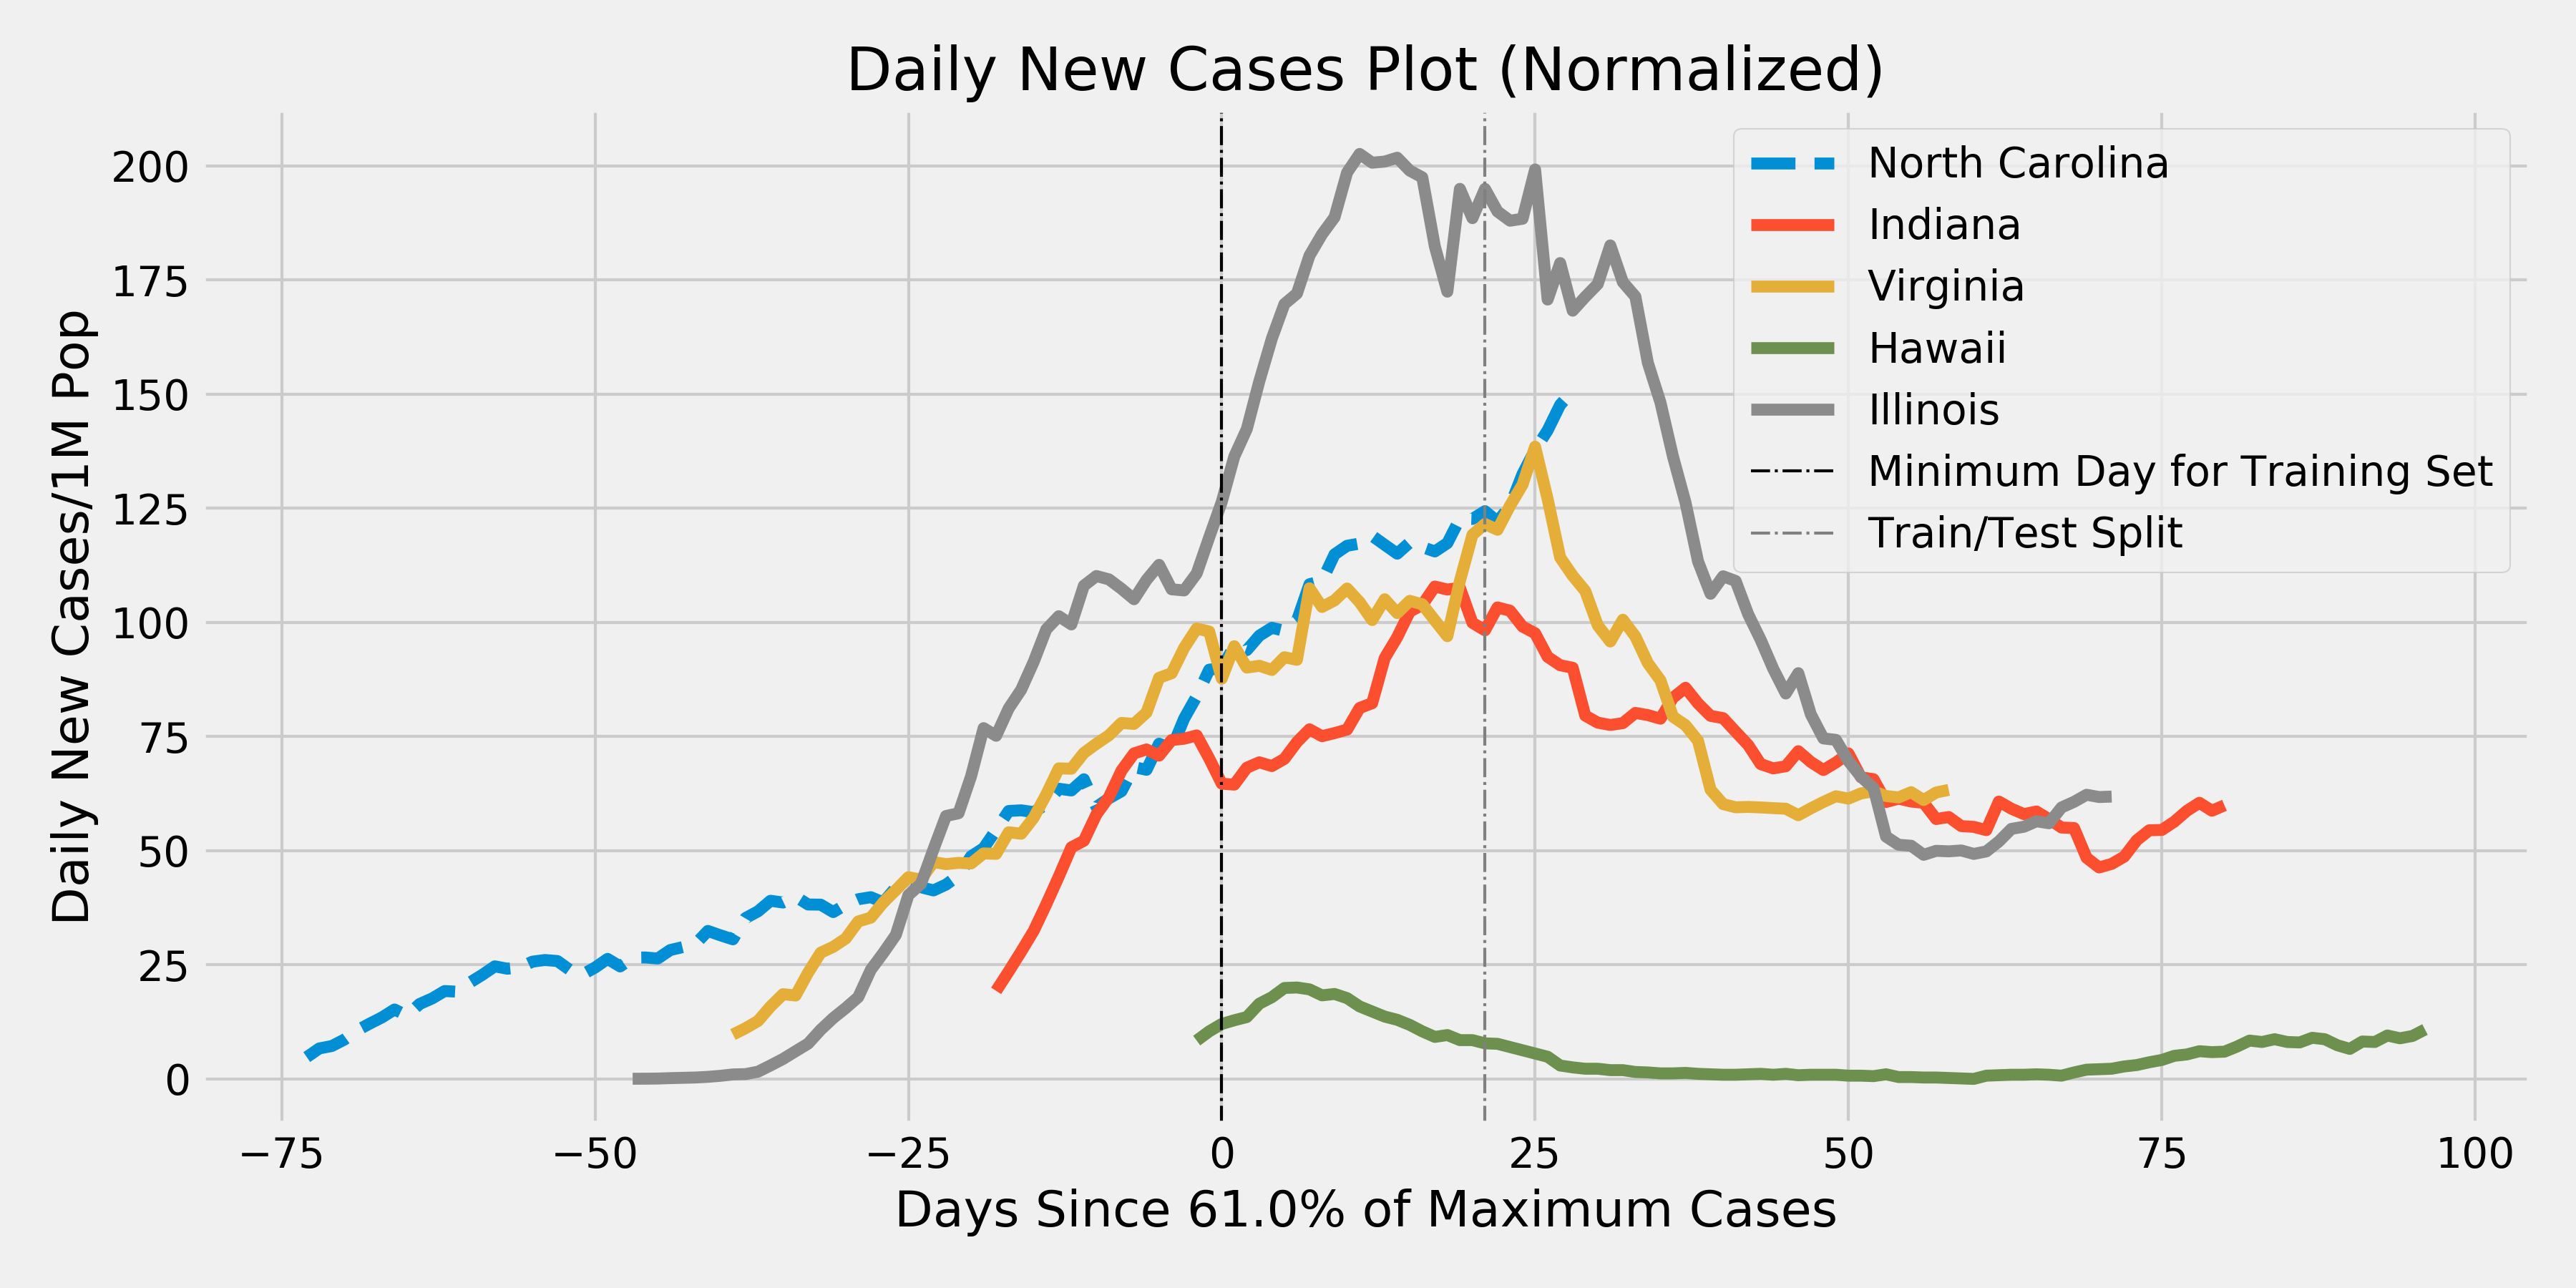 Daily New Cases Plot (Normalized)
Daily New Cases/1M Pop
200
175
150
125
100
75
50
25
0
North Carolina
Indiana
Virginia
Hawaii
Illinois
Minimum Day for Training Set
Train/Test Split
−75
−50
−25
0
25
50
75
100
Days Since 61.0% of Maximum Cases